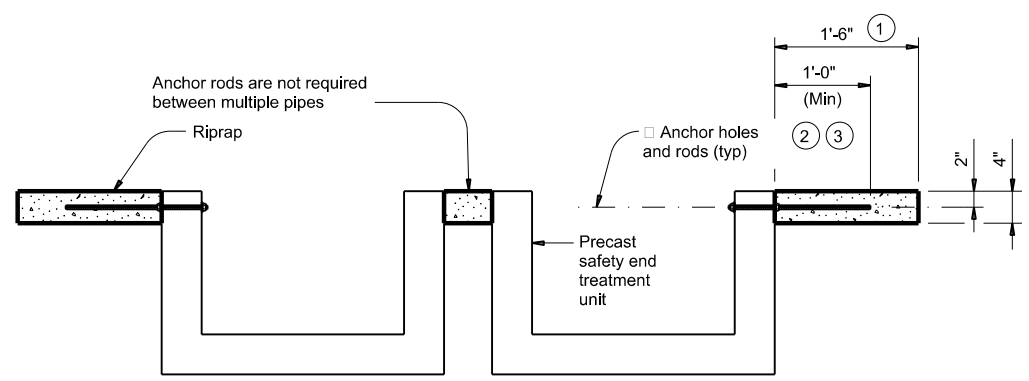 1'-6" 1
1'-0"
(Min)
2 3
Anchor rods are not required
between multiple pipes
Riprap
□ Anchor holes
and rods (typ)
2"
4"
Precast
safety end
treatment
unit